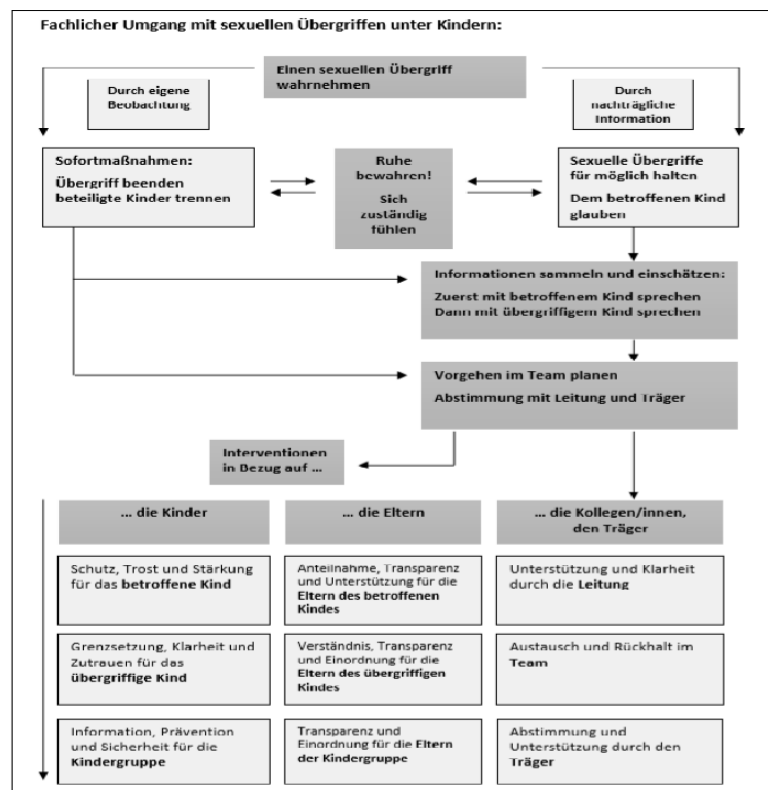 Fachlicher Umgang mit sexuellen Übergriffen unter Kindern:
Einen sexuellen Übergriff
wahrnehmen
Durch eigene
Beobachtung
Durch
nachträgliche
Information
Sofortmaßnahmen:
Übergriff beenden
beteiligte Kinder trennen
Ruhe
bewahren!
Sich
zuständig
fühlen
Sexuelle Übergriffe
für möglich halten
Dem betroffenen Kind
glauben
Informationen sammeln und einschätzen:
Zuerst mit betroffenem Kind sprechen
Dann mit übergriffigem Kind sprechen
Vorgehen im Team planen
Abstimmung mit Leitung und Träger
Interventionen
in Bezug auf ...
... die Kinder
... die Eltern
... die Kollegen/innen,
den Träger
Schutz, Trost und Stärkung
für das betroffene Kind
Anteilnahme, Transparenz
und Unterstützung für die
Eltern des betroffenen
Kindes
Unterstützung und Klarheit
durch die Leitung
Grenzsetzung, Klarheit und
Zutrauen für das
übergriffige Kind
Verständnis, Transparenz
und Einordnung für die
Eltern des übergriffigen
Kindes
Austausch und Rückhalt im
Team
Information, Prävention
und Sicherheit für die
Kindergruppe
Transparenz und
Einordnung für die Eltern
der Kindergruppe
Abstimmung und
Unterstützung durch den
Träger